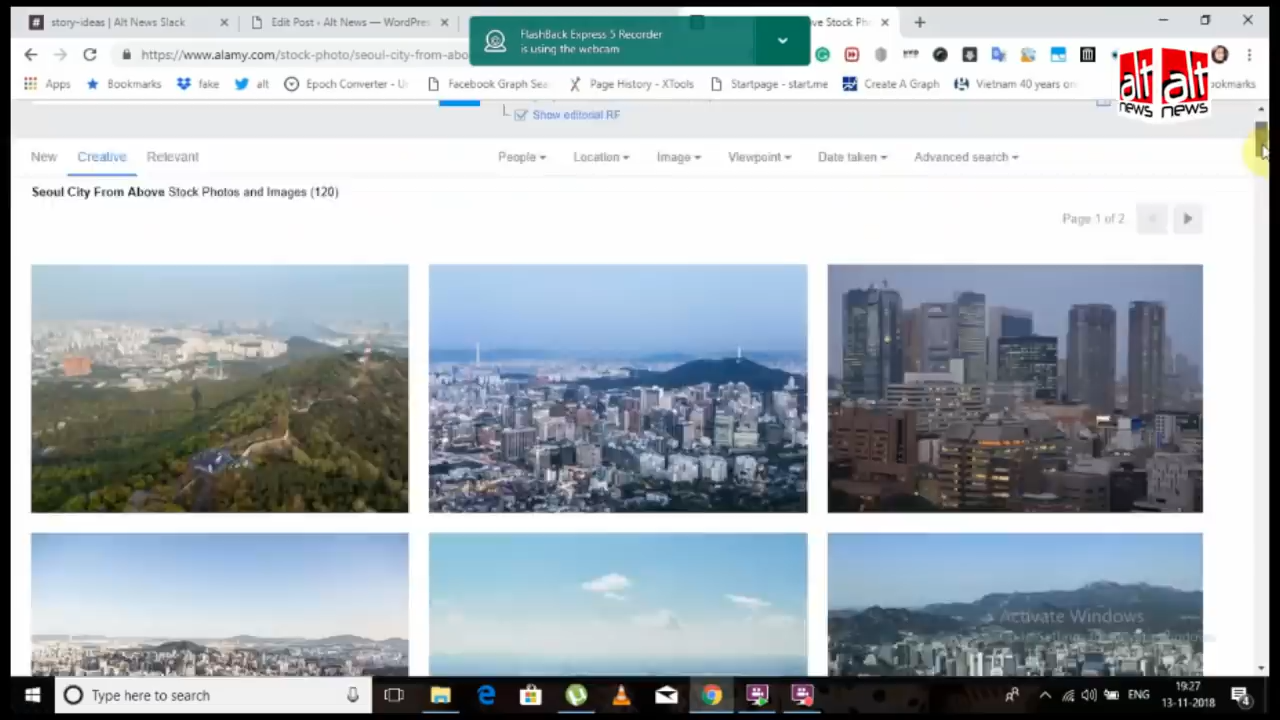 story-ideas | Alt News Slack
Edit Post ‹ Alt News — WordPres
ve Stock Ph
FlashBack Express 5 Recorder
is using the webcam
https://www.alamy.com/stock-photo/seoul-city-from-abo
Apps
Bookmarks
fake
alt
Epoch Converter - U
Facebook Graph Sea
Page History - XTools
Startpage - start.me
Create A Graph
Vietnam 40 years on
okmarks
alt alt
news news
Show editorial RF
New
Creative
Relevant
People
Location
Image
Viewpoint
Date taken
Advanced search
Seoul City From Above Stock Photos and Images (120)
Page 1 of 2
Activate Windows
Type here to search
ENG
19:27
13-11-2018
4